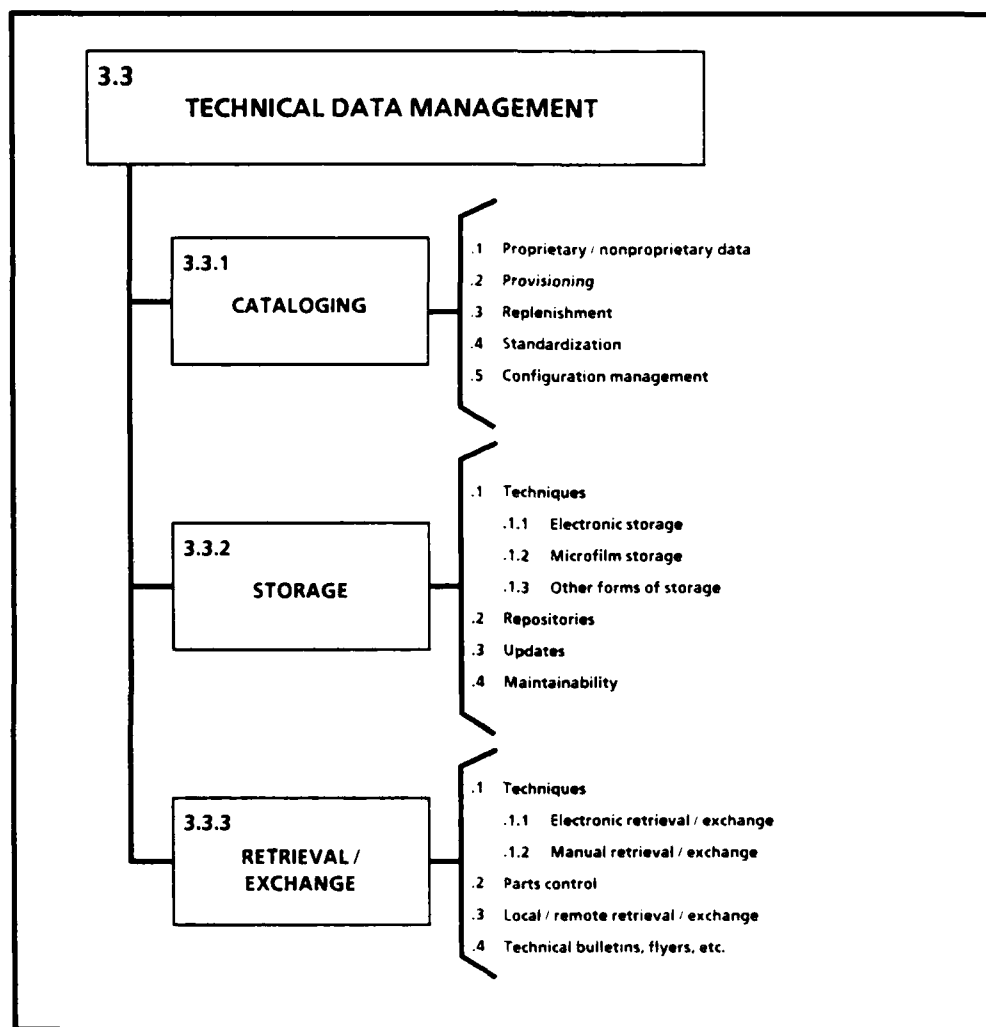 3.3
TECHNICAL DATA MANAGEMENT
3.3.1
CATALOGING
.1 Proprietary / nonproprietary data
.2 Provisioning
.3 Replenishment
.4 Standardization
.5 Configuration management
3.3.2
STORAGE
.1 Techniques
.1.1 Electronic storage
.1.2 Microfilm storage
.1.3 Other forms of storage
.2 Repositories
.3 Updates
.4 Maintainability
3.3.3
RETRIEVAL /
EXCHANGE
.1 Techniques
.1.1 Electronic retrieval / exchange
.1.2 Manual retrieval / exchange
.2 Parts control
.3 Local / remote retrieval / exchange
.4 Technical bulletins, flyers, etc.